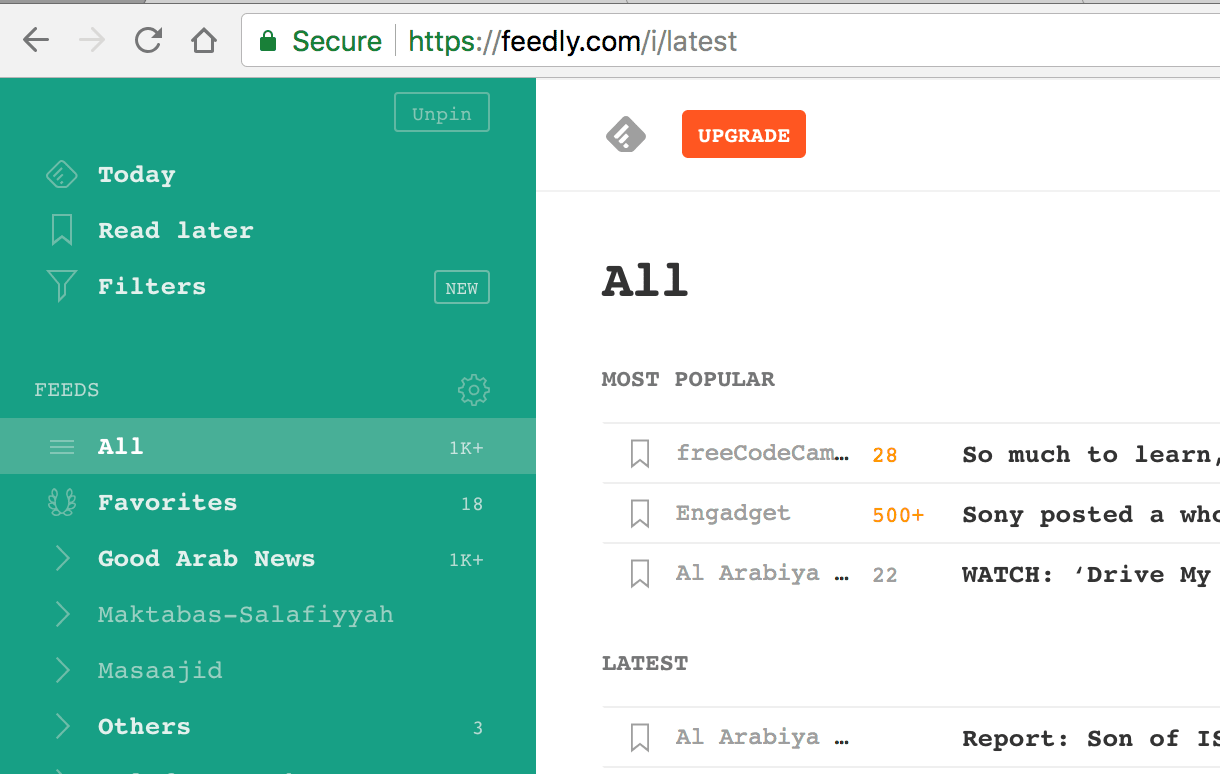 Secure https://feedly.com/i/latest
Unpin
Today
Read later
Filters NEW
FEEDS
All 1K+
Favorites 18
Good Arab News 1K+
Maktabas-Salafiyyah
Masaajid
Others 3
UPGRADE
All
MOST POPULAR
freeCodeCam… 28 So much to learn,
Engadget 500+ Sony posted a who
Al Arabiya … 22 WATCH: ‘Drive My
LATEST
Al Arabiya … Report: Son of IS